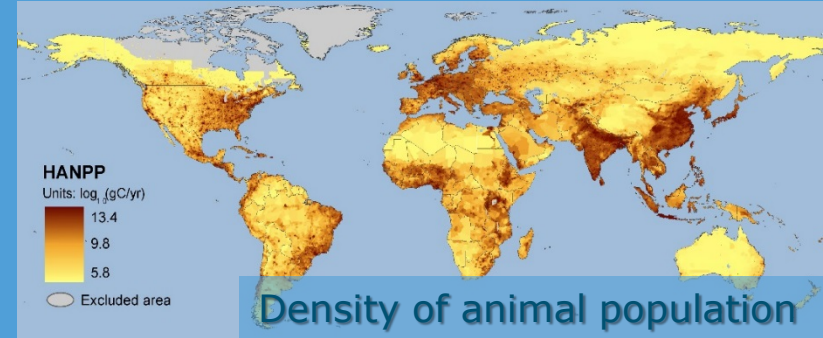 HANPP
Units: log₁₀(gC/yr)
13.4
9.8
5.8
Excluded area
Density of animal population